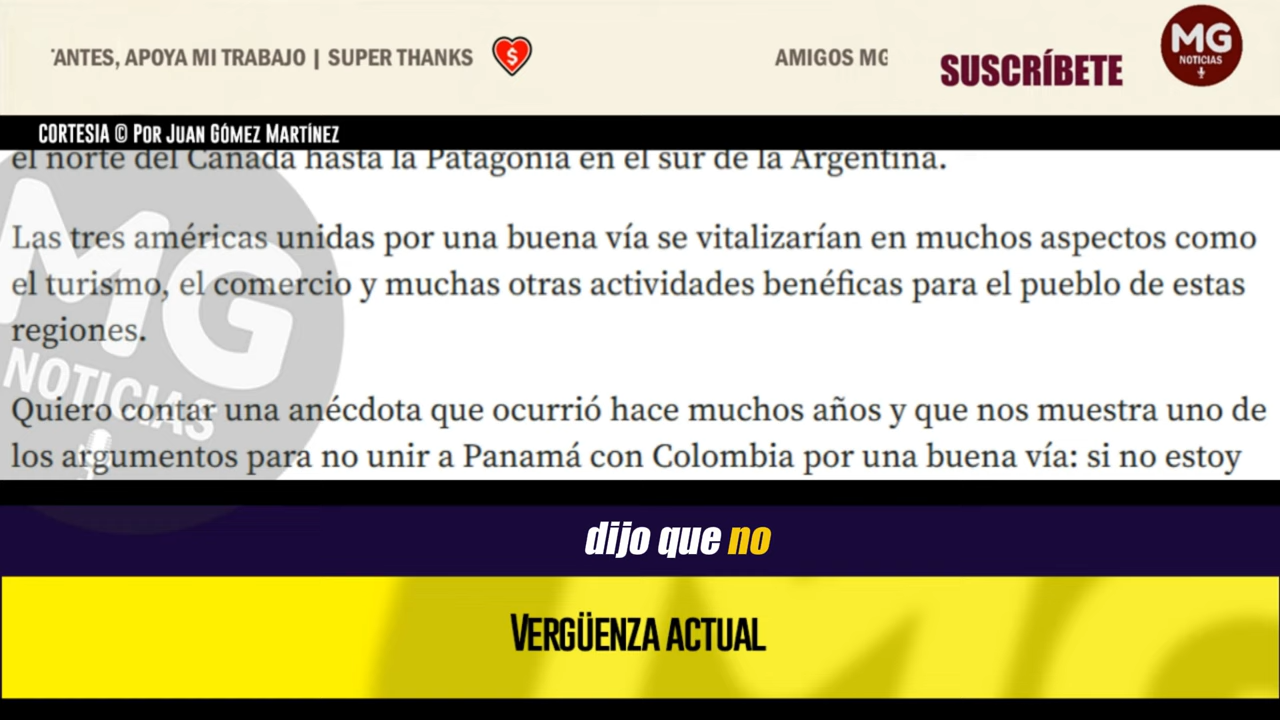 'ANTES, APOYA MI TRABAJO | SUPER THANKS $ AMIGOS MG
SUSCRÍBETE
MG
NOTICIAS
CORTESIA © POR JUAN GÓMEZ MARTÍNEZ
el norte del Canadá hasta la Patagonia en el sur de la Argentina.
Las tres américas unidas por una buena vía se vitalizarían en muchos aspectos como
el turismo, el comercio y muchas otras actividades benéficas para el pueblo de estas
regiones.
MG
NOTICIAS
Quiero contar una anécdota que ocurrió hace muchos años y que nos muestra uno de
los argumentos para no unir a Panamá con Colombia por una buena vía: si no estoy
dijo que no
VERGÜENZA ACTUAL